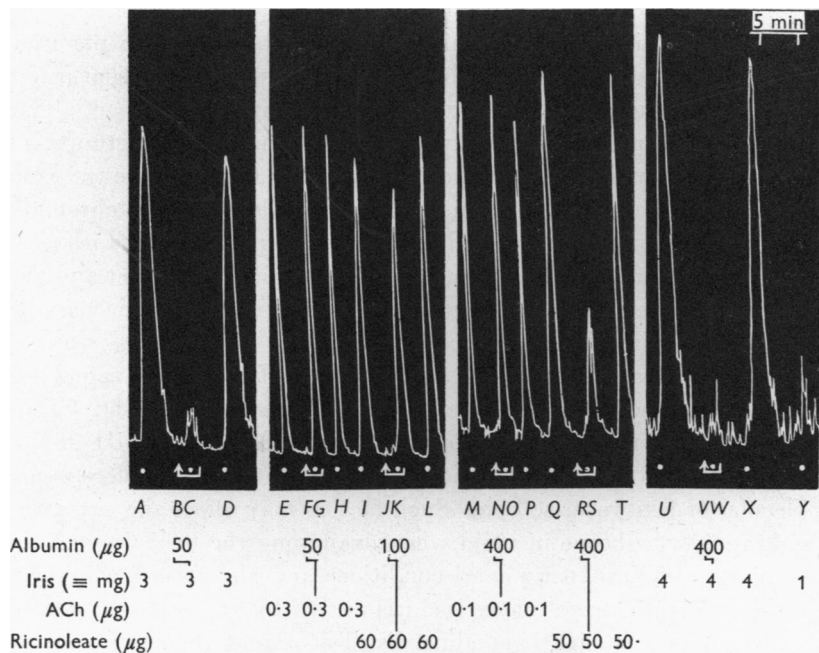 5 min
A BC D E FG H I JK L M NO P Q RS T U VW X Y
Albumin (µg) 50 50 100 400 400 400
Iris (≡ mg) 3 3 3 4 4 4 1
ACh (µg) 0·3 0·3 0·3 0·1 0·1 0·1
Ricinoleate (µg) 60 60 60 50 50 50·